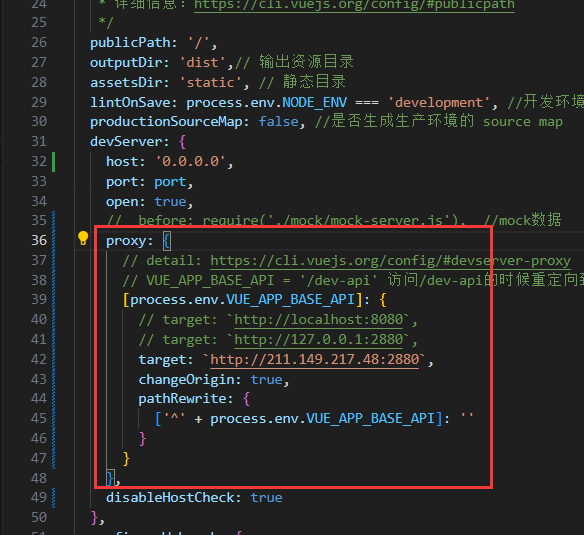 24 * 详细信息: https://cli.vuejs.org/config/#publicpath
25 */
26 publicPath: '/',
27 outputDir: 'dist',// 输出资源目录
28 assetsDir: 'static', // 静态目录
29 lintOnSave: process.env.NODE_ENV === 'development', //开发环境
30 productionSourceMap: false, //是否生成生产环境的 source map
31 devServer: {
32 host: '0.0.0.0',
33 port: port,
34 open: true,
35 //  before: require('./mock/mock-server.js'),  //mock数据
36 proxy: {
37 // detail: https://cli.vuejs.org/config/#devserver-proxy
38 // VUE_APP_BASE_API = '/dev-api' 访问/dev-api的时候重定向到
39 [process.env.VUE_APP_BASE_API]: {
40 // target: `http://localhost:8080`,
41 // target: `http://127.0.0.1:2880`,
42 target: `http://211.149.217.48:2880`,
43 changeOrigin: true,
44 pathRewrite: {
45 ['^' + process.env.VUE_APP_BASE_API]: ''
46 }
47 }
48 },
49 disableHostCheck: true
50 },